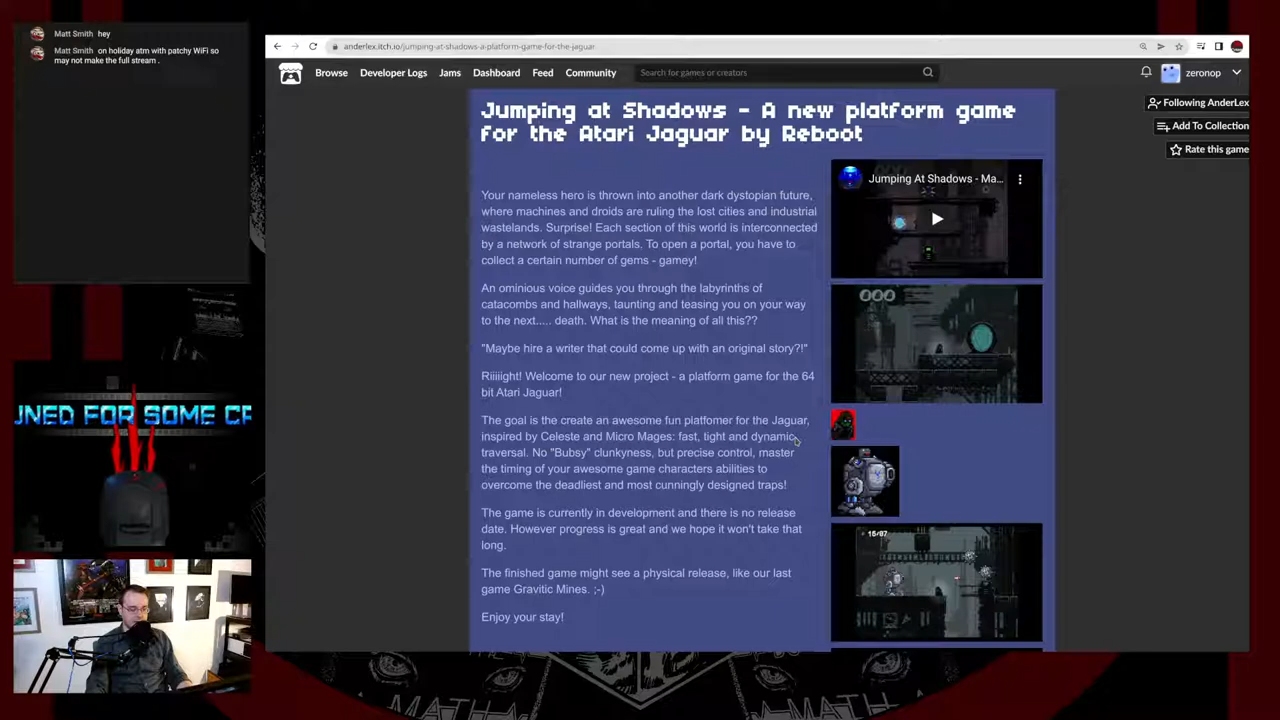 Matt Smith hey
Matt Smith on holiday atm with patchy WiFi so
may not make the full stream .
anderlex.itch.io/jumping-at-shadows-a-platform-game-for-the-jaguar
Browse Developer Logs Jams Dashboard Feed Community Search for games or creators zeronop
Following AnderLex
Add To Collection
Rate this game
Jumping at Shadows - A new platform game
for the Atari Jaguar by Reboot
Jumping At Shadows - Ma...
Your nameless hero is thrown into another dark dystopian future,
where machines and droids are ruling the lost cities and industrial
wastelands. Surprise! Each section of this world is interconnected
by a network of strange portals. To open a portal, you have to
collect a certain number of gems - gamey!
An ominious voice guides you through the labyrinths of
catacombs and hallways, taunting and teasing you on your way
to the next..... death. What is the meaning of all this??
"Maybe hire a writer that could come up with an original story?!"
Riiiiight! Welcome to our new project - a platform game for the 64
bit Atari Jaguar!
The goal is the create an awesome fun platfomer for the Jaguar,
inspired by Celeste and Micro Mages: fast, tight and dynamic
traversal. No "Bubsy" clunkyness, but precise control, master
the timing of your awesome game characters abilities to
overcome the deadliest and most cunningly designed traps!
The game is currently in development and there is no release
date. However progress is great and we hope it won't take that
long.
The finished game might see a physical release, like our last
game Gravitic Mines. ;-)
Enjoy your stay!
UNED FOR SOME CR